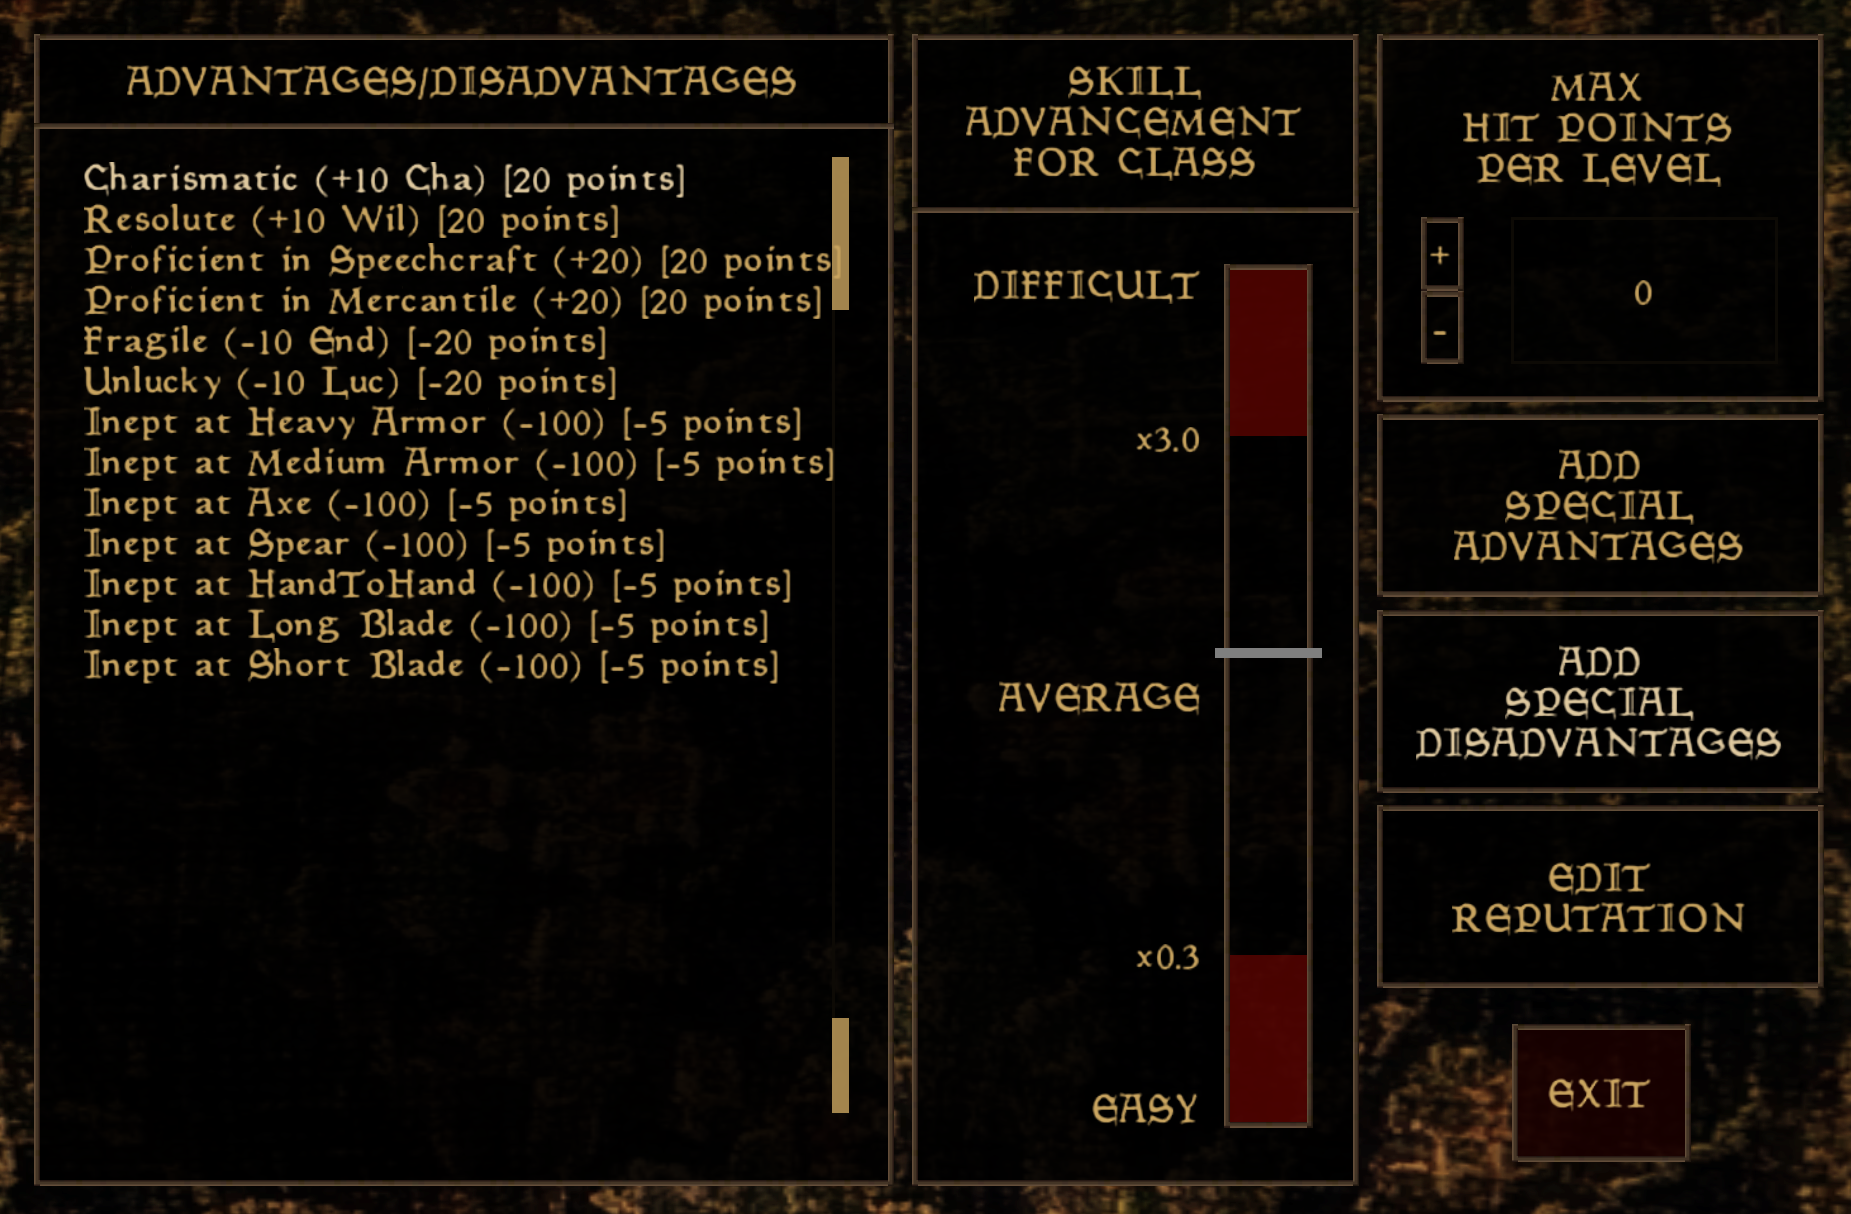 ADVANTAGES/DISADVANTAGES
Charismatic (+10 Cha) [20 points]
Resolute (+10 Wil) [20 points]
Proficient in Speechcraft (+20) [20 points]
Proficient in Mercantile (+20) [20 points]
Fragile (-10 End) [-20 points]
Unlucky (-10 Luc) [-20 points]
Inept at Heavy Armor (-100) [-5 points]
Inept at Medium Armor (-100) [-5 points]
Inept at Axe (-100) [-5 points]
Inept at Spear (-100) [-5 points]
Inept at HandToHand (-100) [-5 points]
Inept at Long Blade (-100) [-5 points]
Inept at Short Blade (-100) [-5 points]
SKILL
ADVANCEMENT
FOR CLASS
DIFFICULT
x3.0
AVERAGE
x0.3
EASY
MAX
HIT POINTS
PER LEVEL
+
0
-
ADD
SPECIAL
ADVANTAGES
ADD
SPECIAL
DISADVANTAGES
EDIT
REPUTATION
EXIT